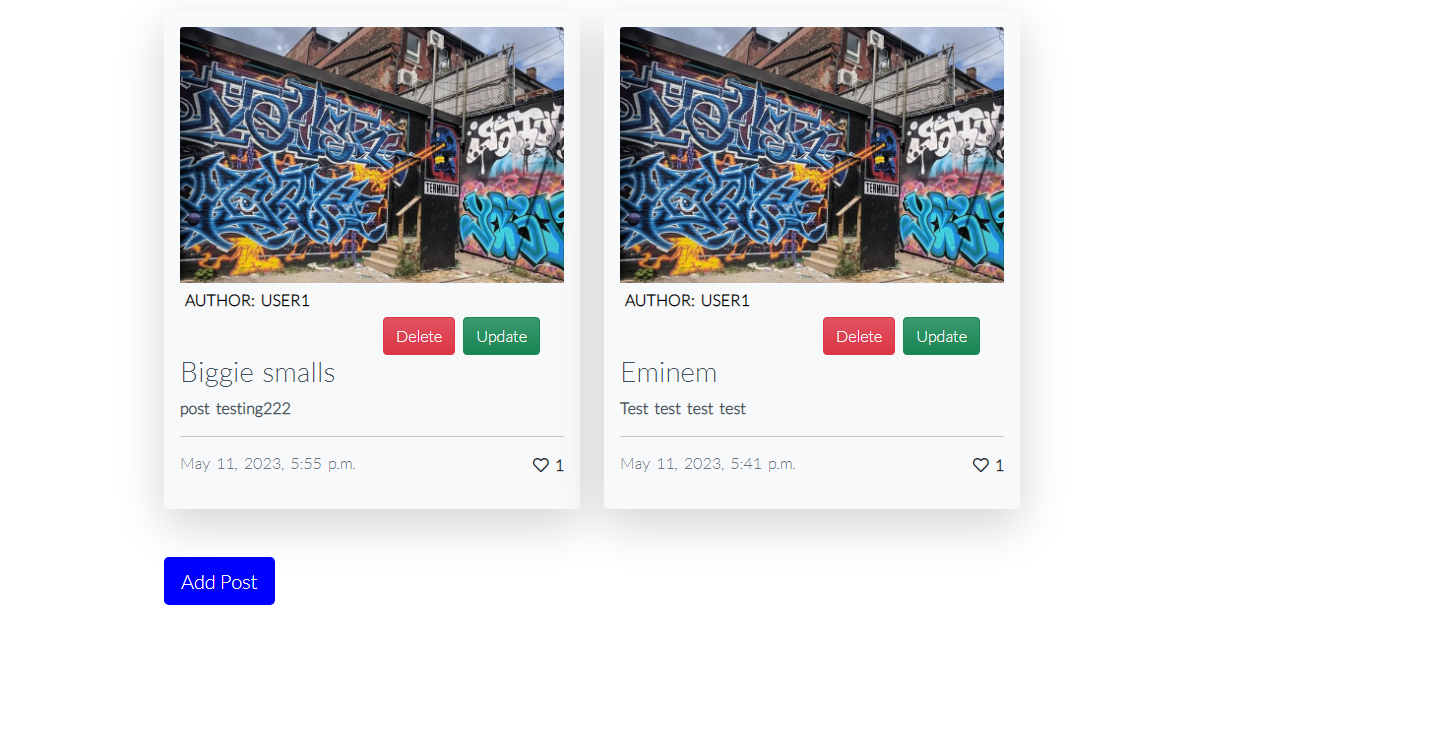 TERMINATOR
AUTHOR: USER1
Delete Update
Biggie smalls
post testing222
May 11, 2023, 5:55 p.m. 1
TERMINATOR
AUTHOR: USER1
Delete Update
Eminem
Test test test test
May 11, 2023, 5:41 p.m. 1
Add Post